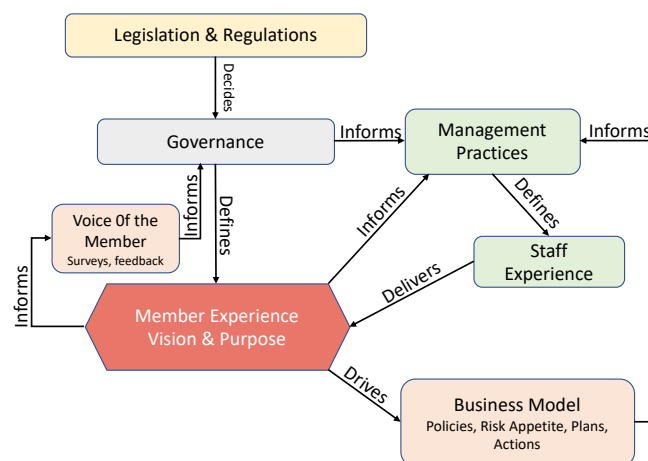 Legislation & Regulations
Decides
Governance
Informs
Management
Practices
Informs
Voice 0f the
Member
Surveys, feedback
Informs
Defines
Informs
Defines
Staff
Experience
Informs
Delivers
Member Experience
Vision & Purpose
Drives
Business Model
Policies, Risk Appetite, Plans,
Actions